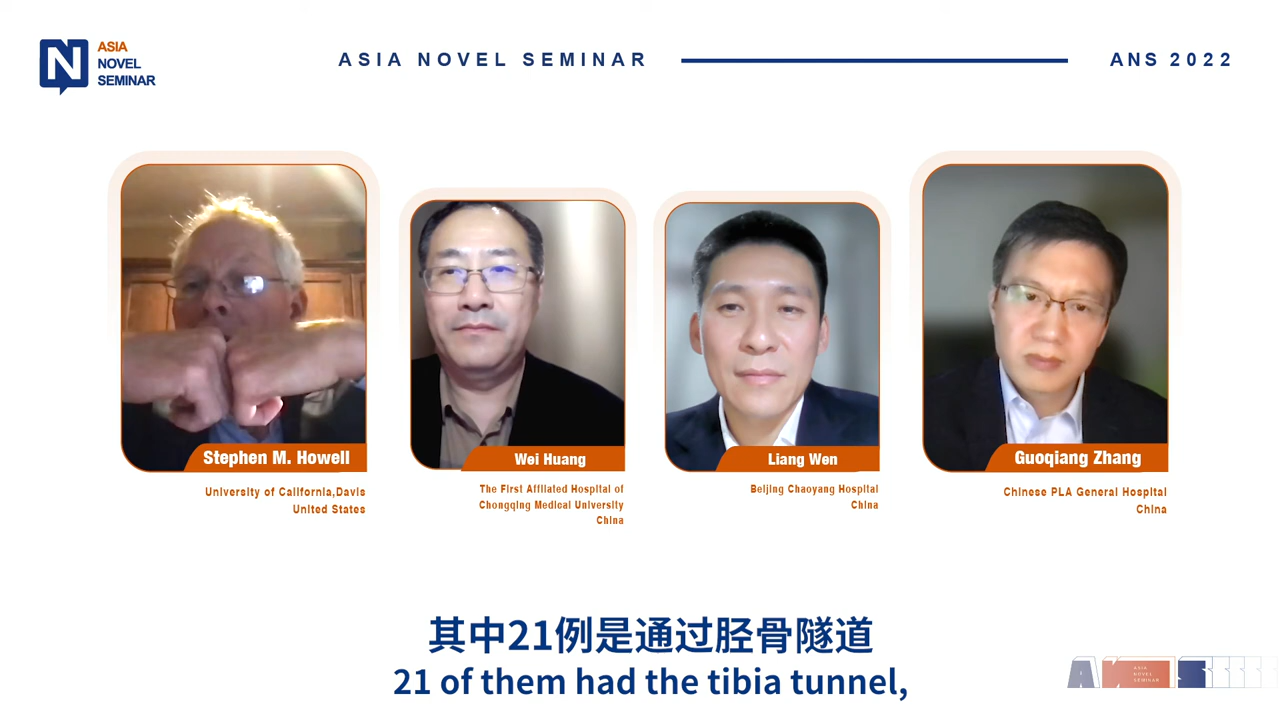 ASIA
NOVEL
SEMINAR
ASIA NOVEL SEMINAR
ANS 2022
Stephen M. Howell
University of California,Davis
United States
Wei Huang
The First Affiliated Hospital of
Chongqing Medical University
China
Liang Wen
Beijing Chaoyang Hospital
China
Guoqiang Zhang
Chinese PLA General Hospital
China
其中21例是通过胫骨隧道
21 of them had the tibia tunnel,
ASIA
NOVEL
SEMINAR